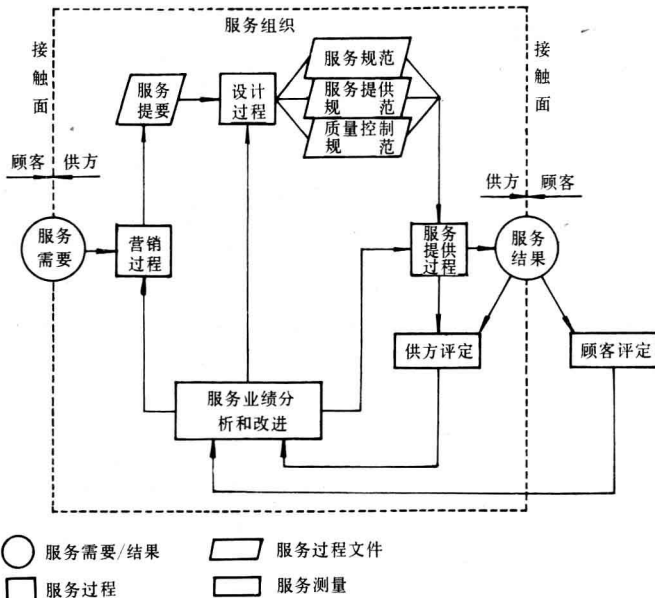 服务组织
接触面
接触面
服务规范
服务提要
设计过程
服务提供
规 范
质量控制
规 范
顾客
供方
供方
顾客
服务
需要
营销
过程
服务
提供
过程
服务
结果
供方评定
顾客评定
服务业绩分
析和改进
服务需要/结果
服务过程文件
服务过程
服务测量